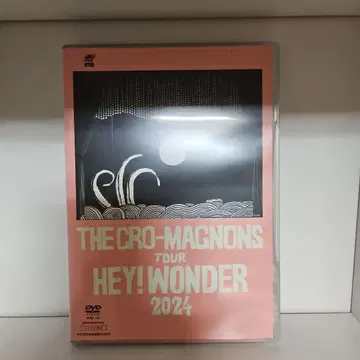 THE CRO-MAGNONS
TOUR
HEY! WONDER
2024
DVD